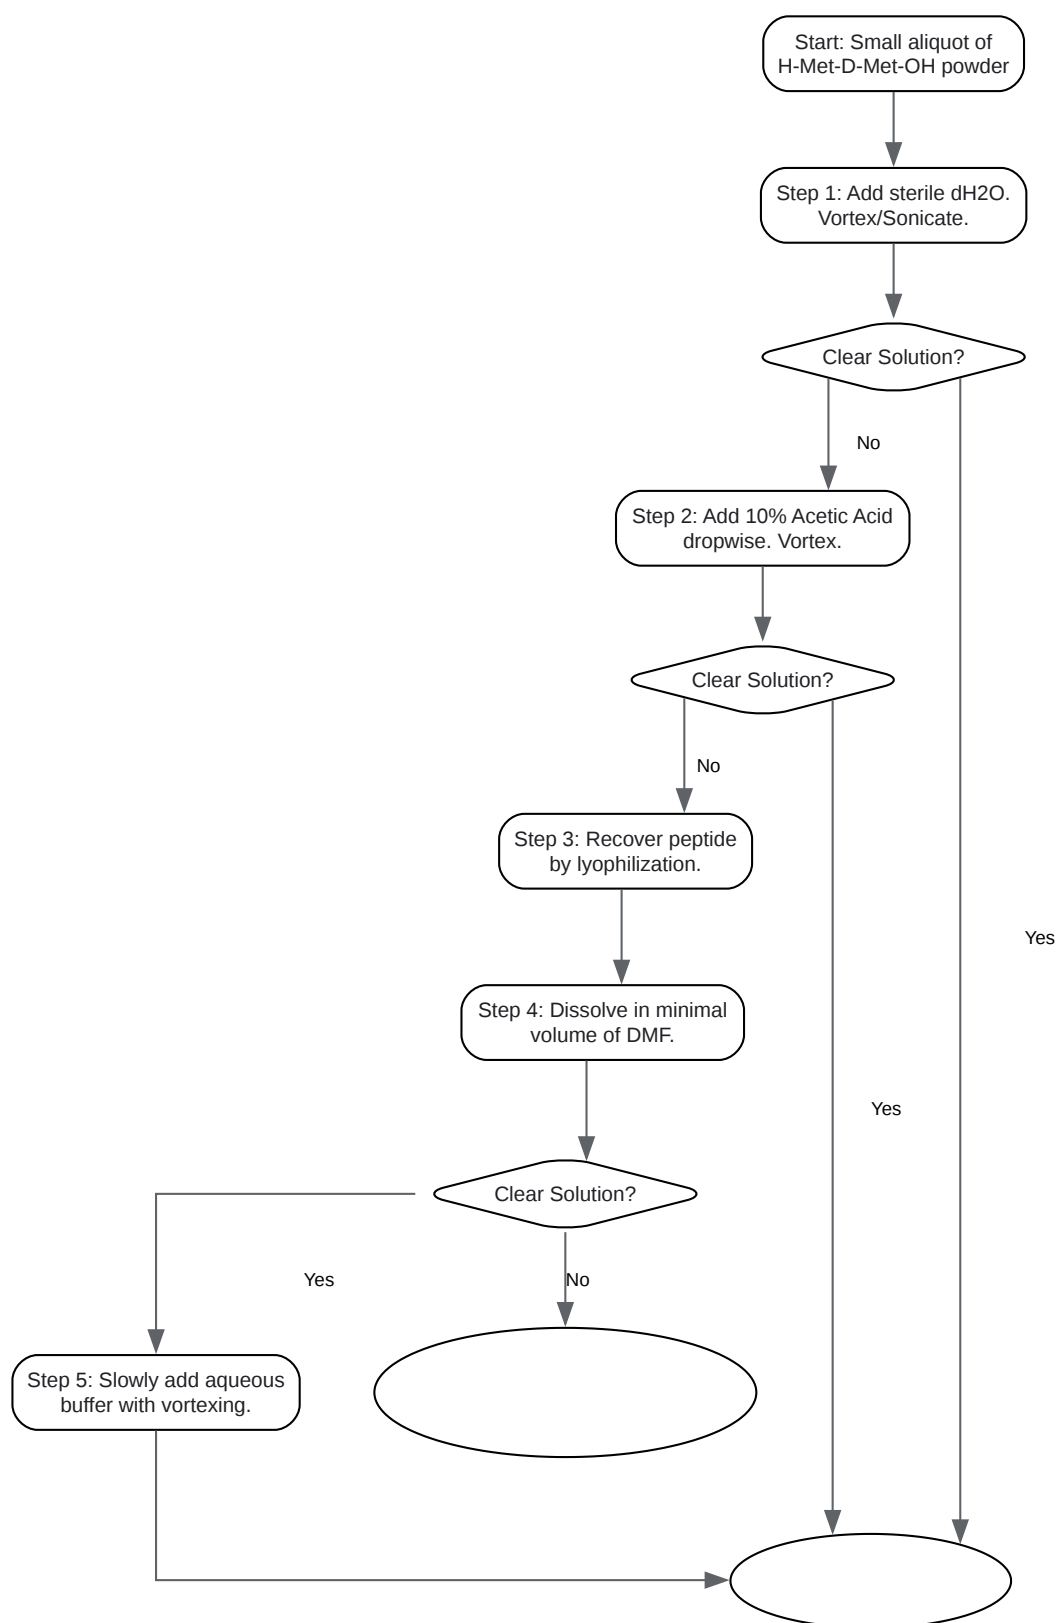 Start: Small aliquot of
H-Met-D-Met-OH powder
Step 1: Add sterile dH2O.
Vortex/Sonicate.
Clear Solution?
No
Step 2: Add 10% Acetic Acid
dropwise. Vortex.
Clear Solution?
No
Step 3: Recover peptide
by lyophilization.
Yes
Step 4: Dissolve in minimal
volume of DMF.
Yes
Clear Solution?
Yes
No
Step 5: Slowly add aqueous
buffer with vortexing.